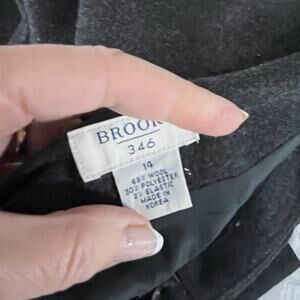 BROOK
346
14
68% WOOL
30% POLYESTER
2% ELASTIC
MADE IN
KOREA